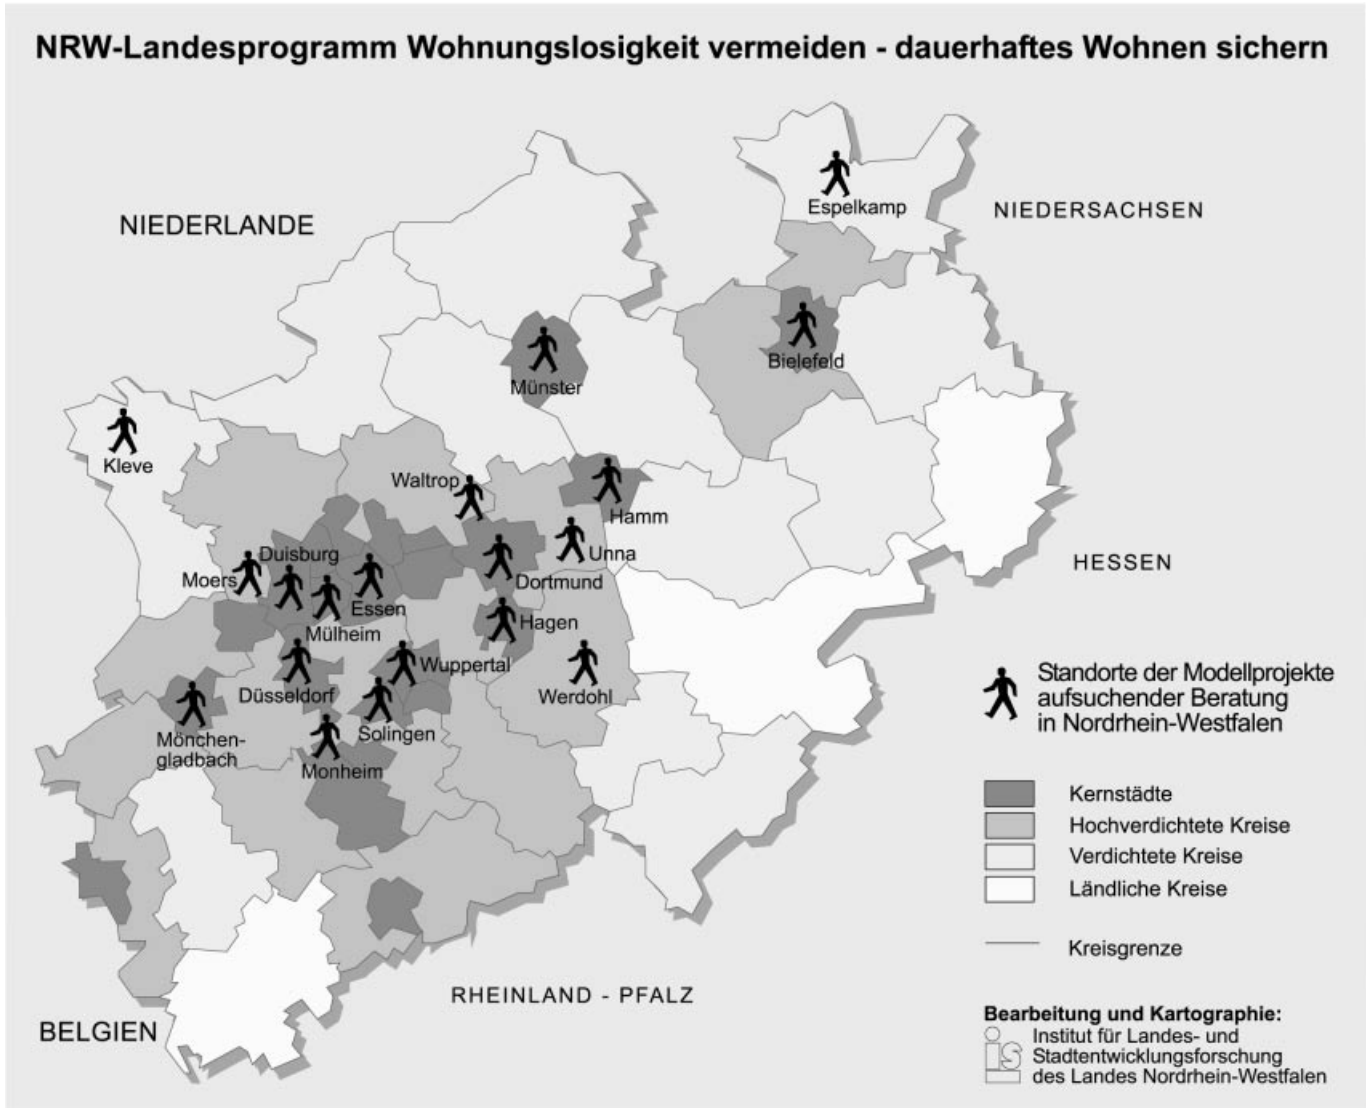 NRW-Landesprogramm Wohnungslosigkeit vermeiden - dauerhaftes Wohnen sichern
NIEDERLANDE
Espelkamp
NIEDERSACHSEN
Bielefeld
Münster
Kleve
Waltrop
Hamm
Unna
Duisburg
Moers
Dortmund
Essen
Hagen
Mülheim
Wuppertal
Düsseldorf
Werdohl
Solingen
Mönchen-
gladbach
Monheim
HESSEN
RHEINLAND - PFALZ
BELGIEN
Standorte der Modellprojekte
aufsuchender Beratung
in Nordrhein-Westfalen
Kernstädte
Hochverdichtete Kreise
Verdichtete Kreise
Ländliche Kreise
Kreisgrenze
Bearbeitung und Kartographie:
ils
Institut für Landes- und
Stadtentwicklungsforschung
des Landes Nordrhein-Westfalen